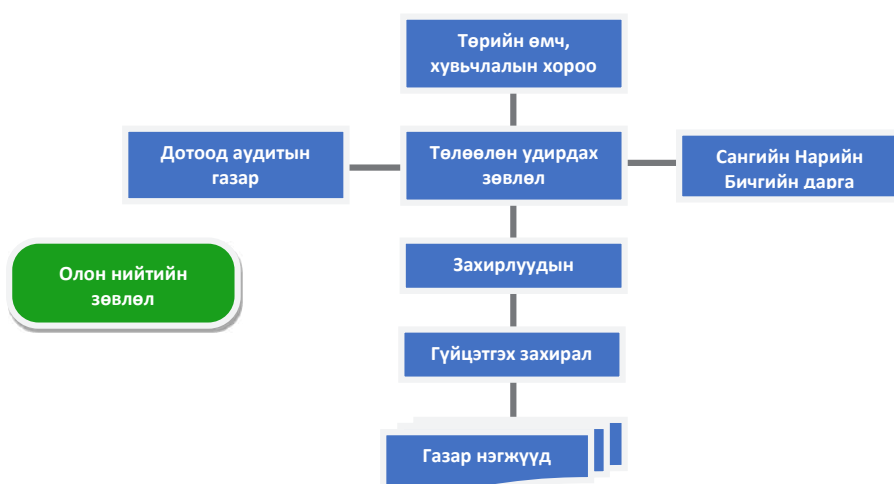 Төрийн өмч,
хувьчлалын хороо
Дотоод аудитын
газар
Төлөөлөн удирдах
зөвлөл
Сангийн Нарийн
Бичгийн дарга
Олон нийтийн
зөвлөл
Захирлуудын
Гүйцэтгэх захирал
Газар нэгжүүд